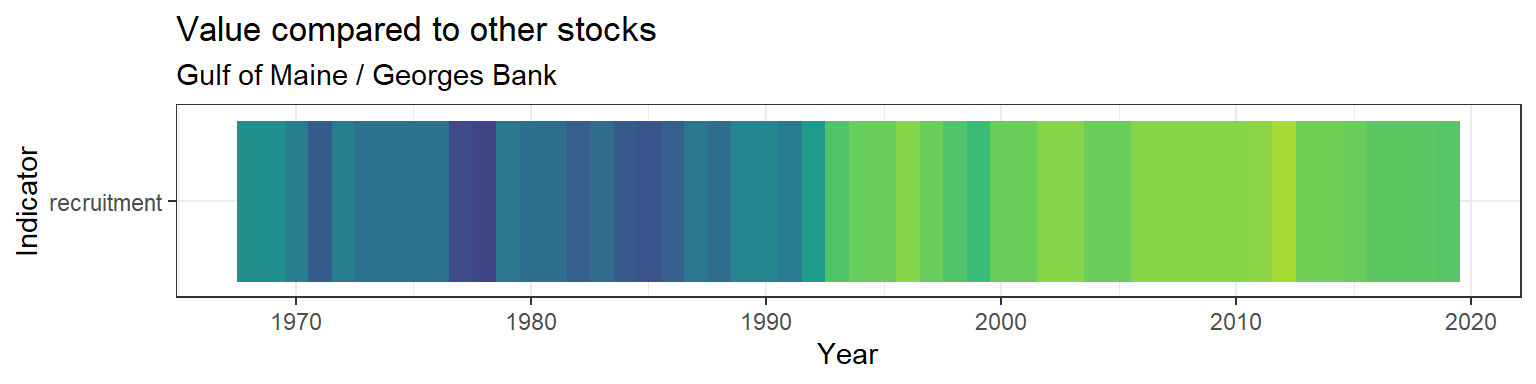 Value compared to other stocks
Gulf of Maine / Georges Bank
Indicator
recruitment
1970 1980 1990 2000 2010 2020
Year